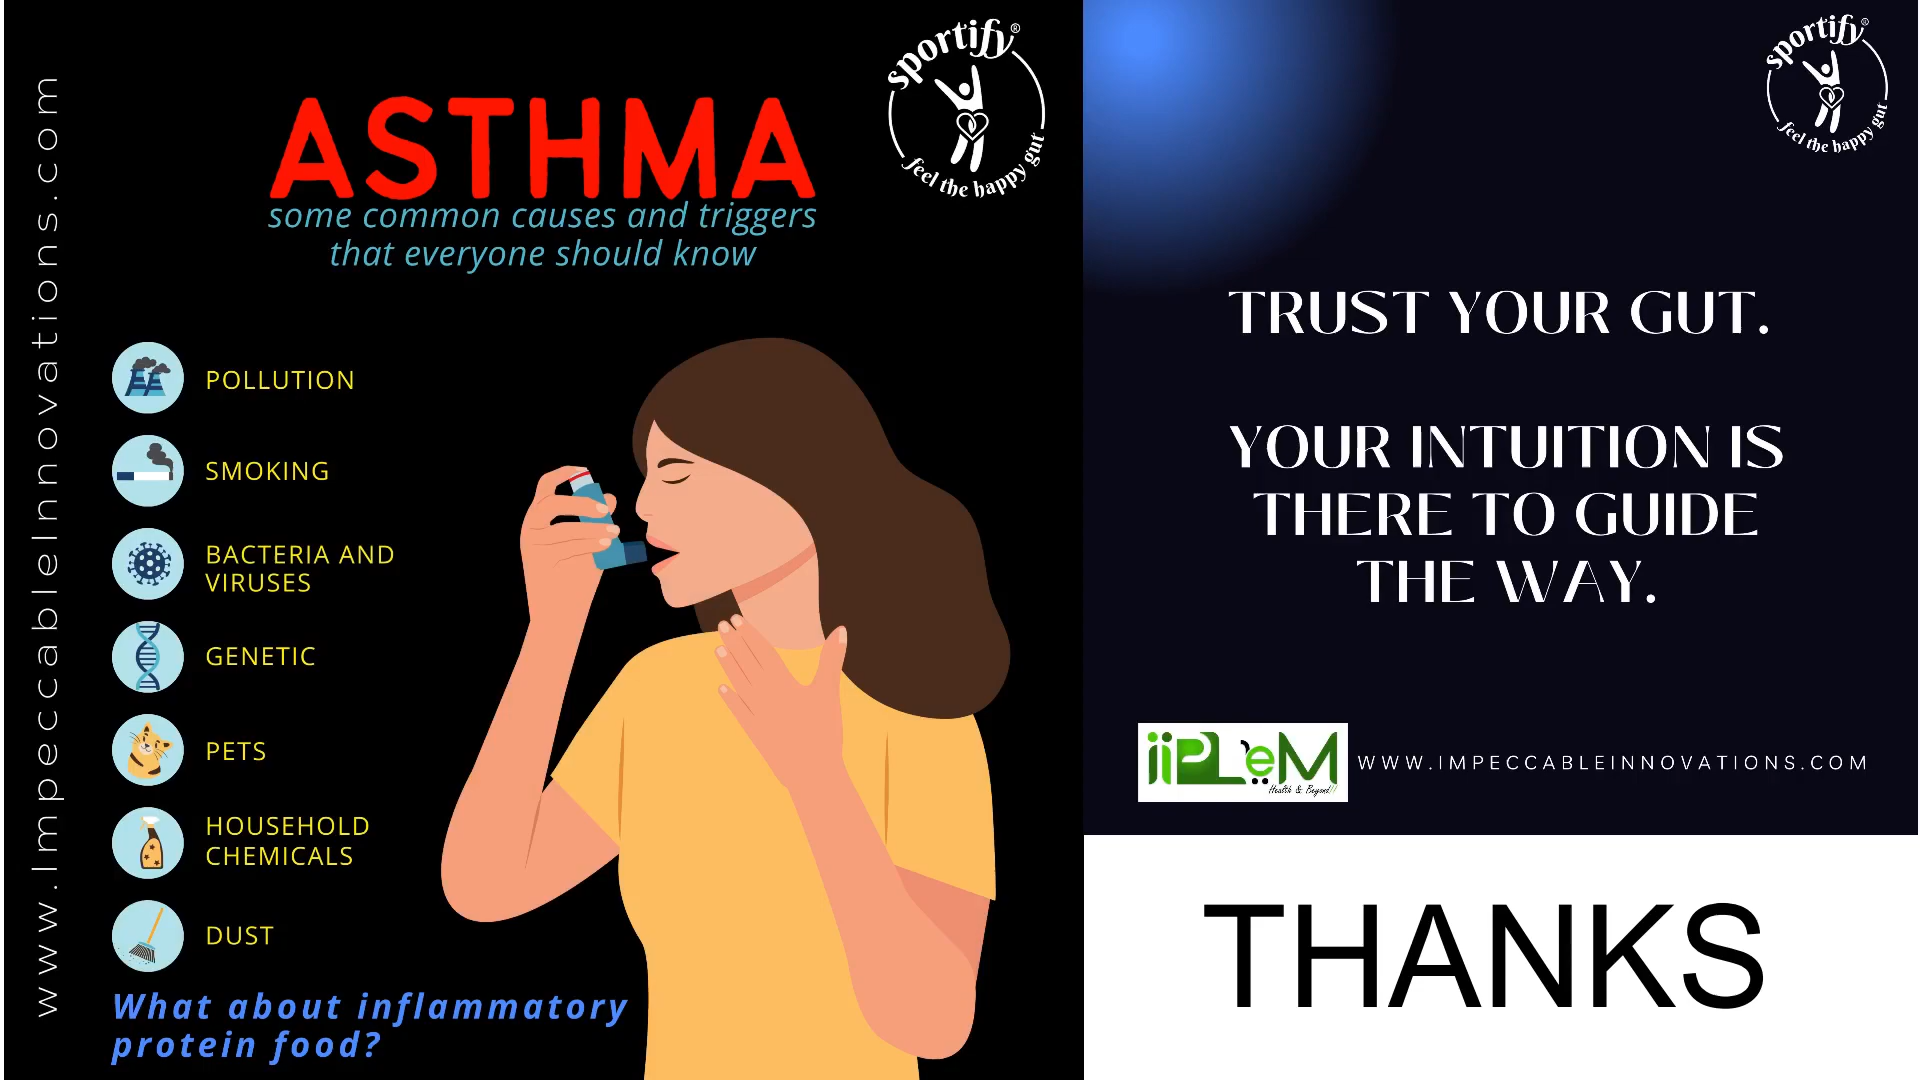 www.ImpeccableInnovations.com
sportify®
feel the happy gut
ASTHMA
some common causes and triggers
that everyone should know
POLLUTION
SMOKING
BACTERIA AND
VIRUSES
GENETIC
PETS
HOUSEHOLD
CHEMICALS
DUST
What about inflammatory
protein food?
sportify®
feel the happy gut
TRUST YOUR GUT.
YOUR INTUITION IS
THERE TO GUIDE
THE WAY.
iiPLeM
Health & Beyond!!
WWW.IMPECCABLEINNOVATIONS.COM
THANKS